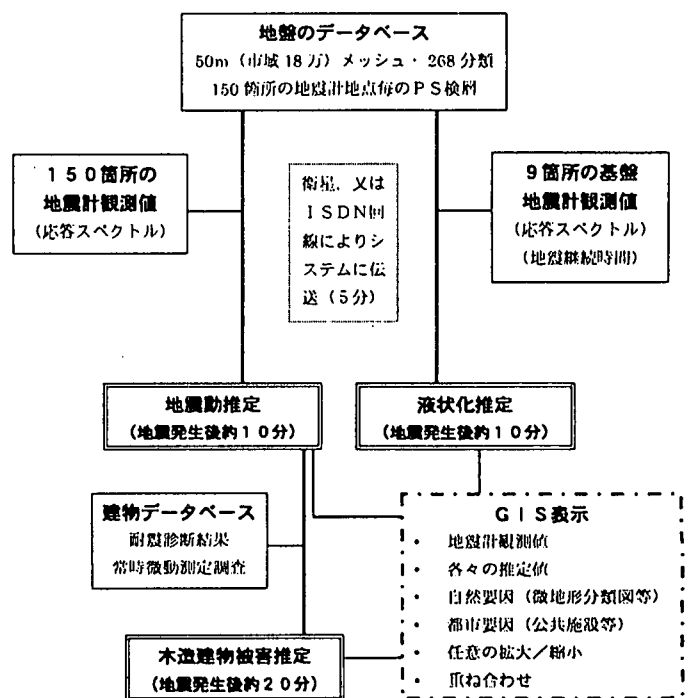 地盤のデータベース
50m（市域18万）メッシュ・268分類
150箇所の地震計地点毎のＰＳ検層
１５０箇所の
地震計観測値
（応答スペクトル）
衛星、又は
ＩＳＤＮ回
線によりシ
ステムに伝
送（５分）
９箇所の基盤
地震計観測値
（応答スペクトル）
（地震継続時間）
地震動推定
（地震発生後約１０分）
液状化推定
（地震発生後約１０分）
建物データベース
耐震診断結果
常時微動測定調査
ＧＩＳ表示
・ 地震計観測値
・ 各々の推定値
・ 自然要因（微地形分類図等）
・ 都市要因（公共施設等）
・ 任意の拡大／縮小
・ 重ね合わせ
木造建物被害推定
（地震発生後約２０分）